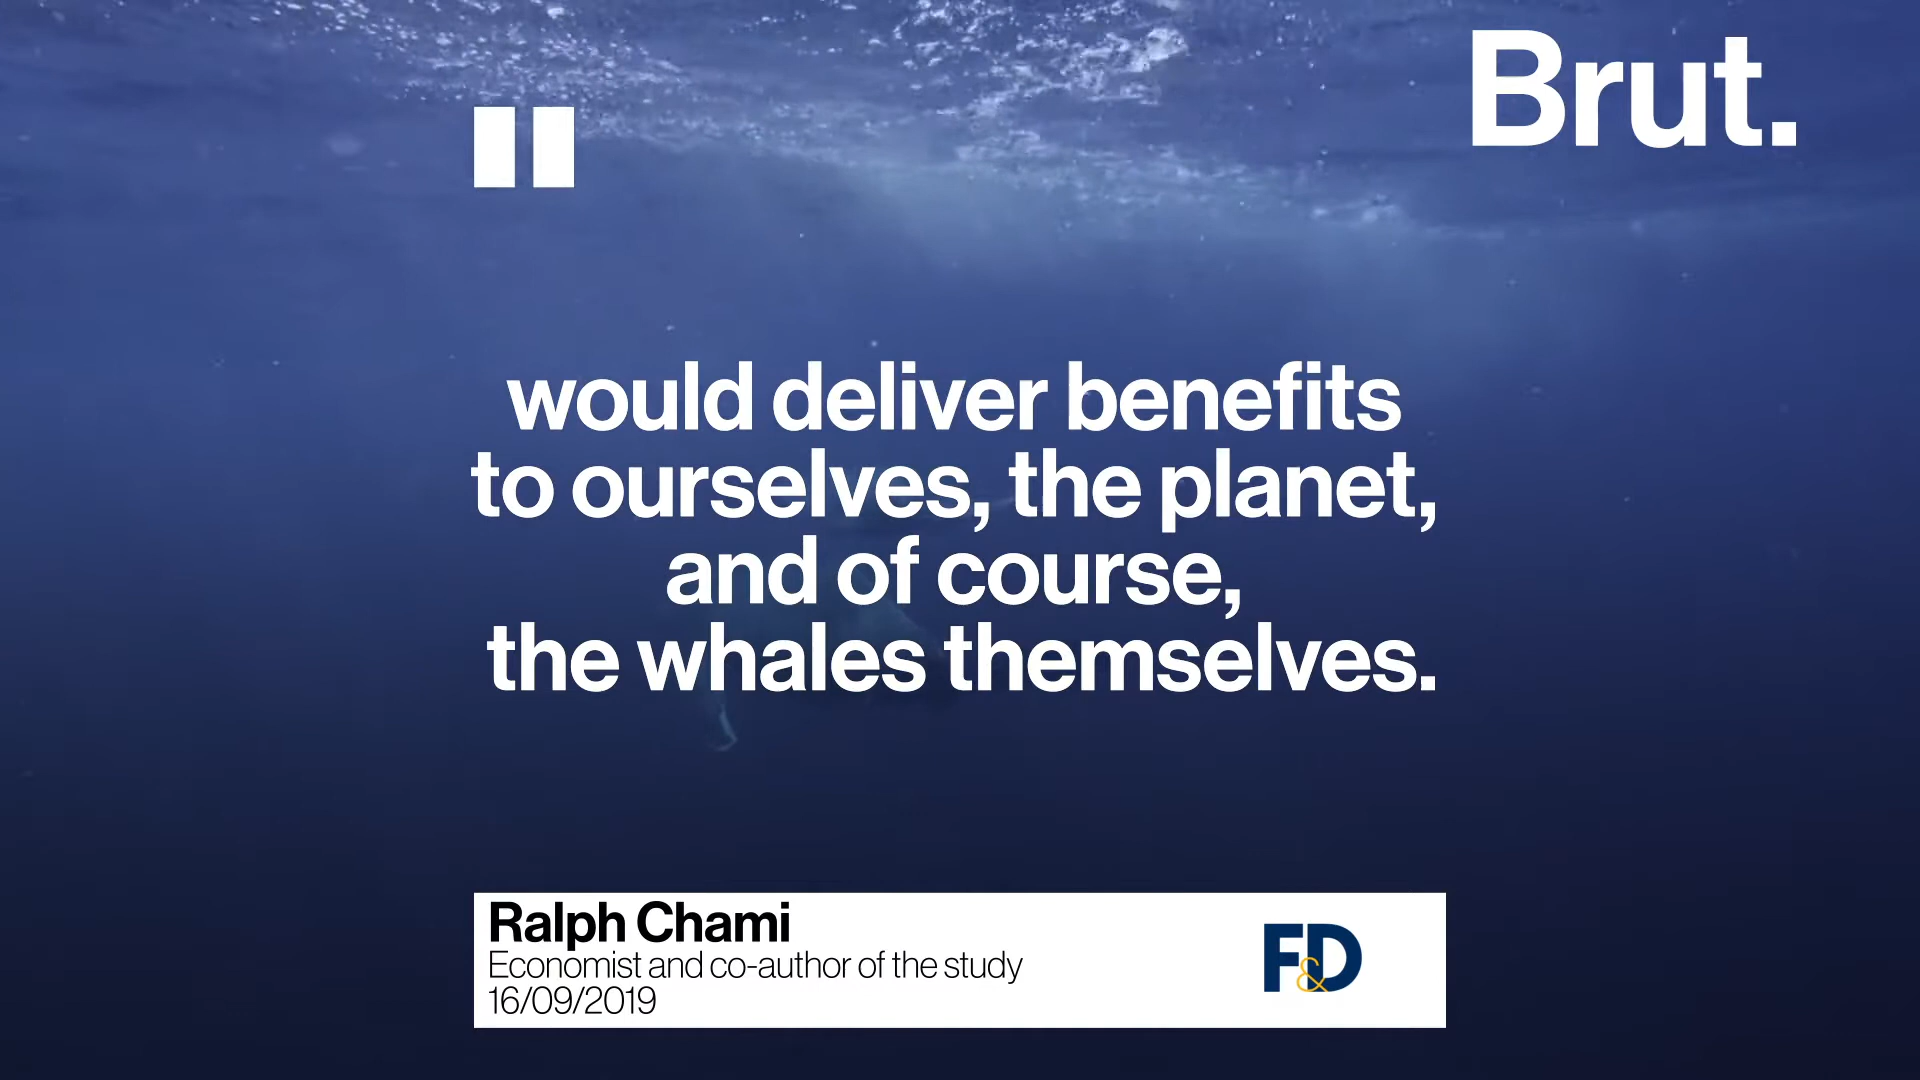 Brut.
"
would deliver benefits
to ourselves, the planet,
and of course,
the whales themselves.
Ralph Chami
Economist and co-author of the study
16/09/2019
F&D